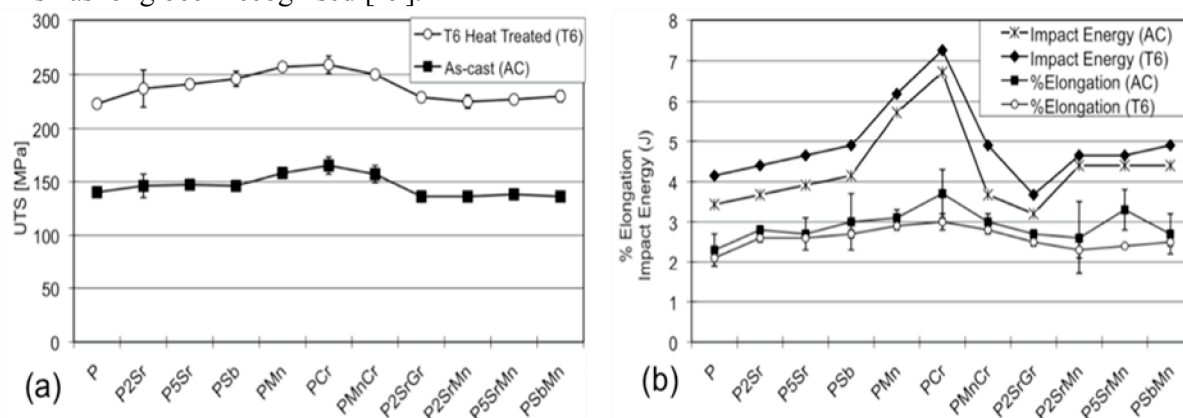 300
250
200
150
100
50
0
UTS [MPa]
T6 Heat Treated (T6)
As-cast (AC)
(a)
P
P2Sr
P5Sr
PSb
PMn
PCr
PMnCr
P2SrGr
P2SrMn
P5SrMn
PSbMn
8
7
6
5
4
3
2
1
0
% Elongation
Impact Energy (J)
Impact Energy (AC)
Impact Energy (T6)
%Elongation (AC)
%Elongation (T6)
(b)
P
P2Sr
P5Sr
PSb
PMn
PCr
PMnCr
P2SrGr
P2SrMn
P5SrMn
PSbMn